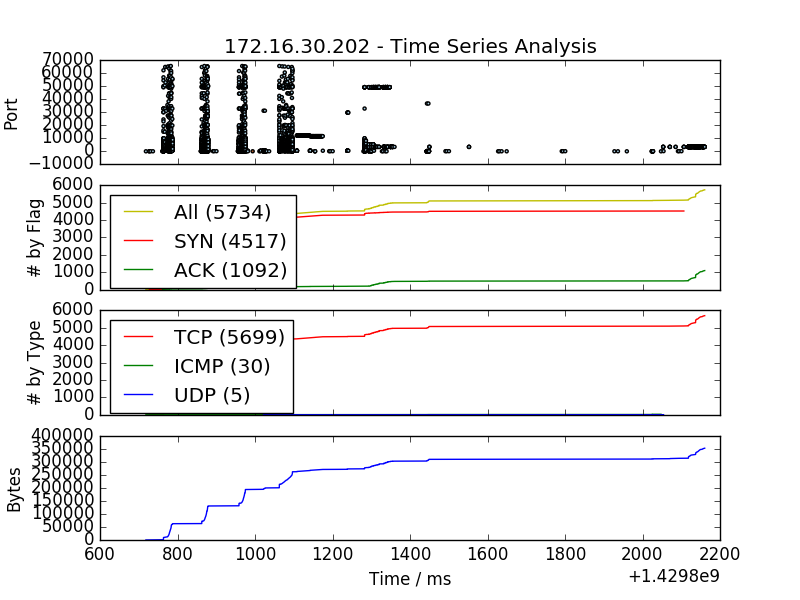 172.16.30.202 - Time Series Analysis
70000
60000
50000
40000
30000
20000
10000
0
−10000
Port
6000
5000
4000
3000
2000
1000
0
# by Flag
All (5734)
SYN (4517)
ACK (1092)
6000
5000
4000
3000
2000
1000
0
# by Type
TCP (5699)
ICMP (30)
UDP (5)
400000
350000
300000
250000
200000
150000
100000
50000
0
Bytes
600 800 1000 1200 1400 1600 1800 2000 2200
Time / ms
+1.4298e9